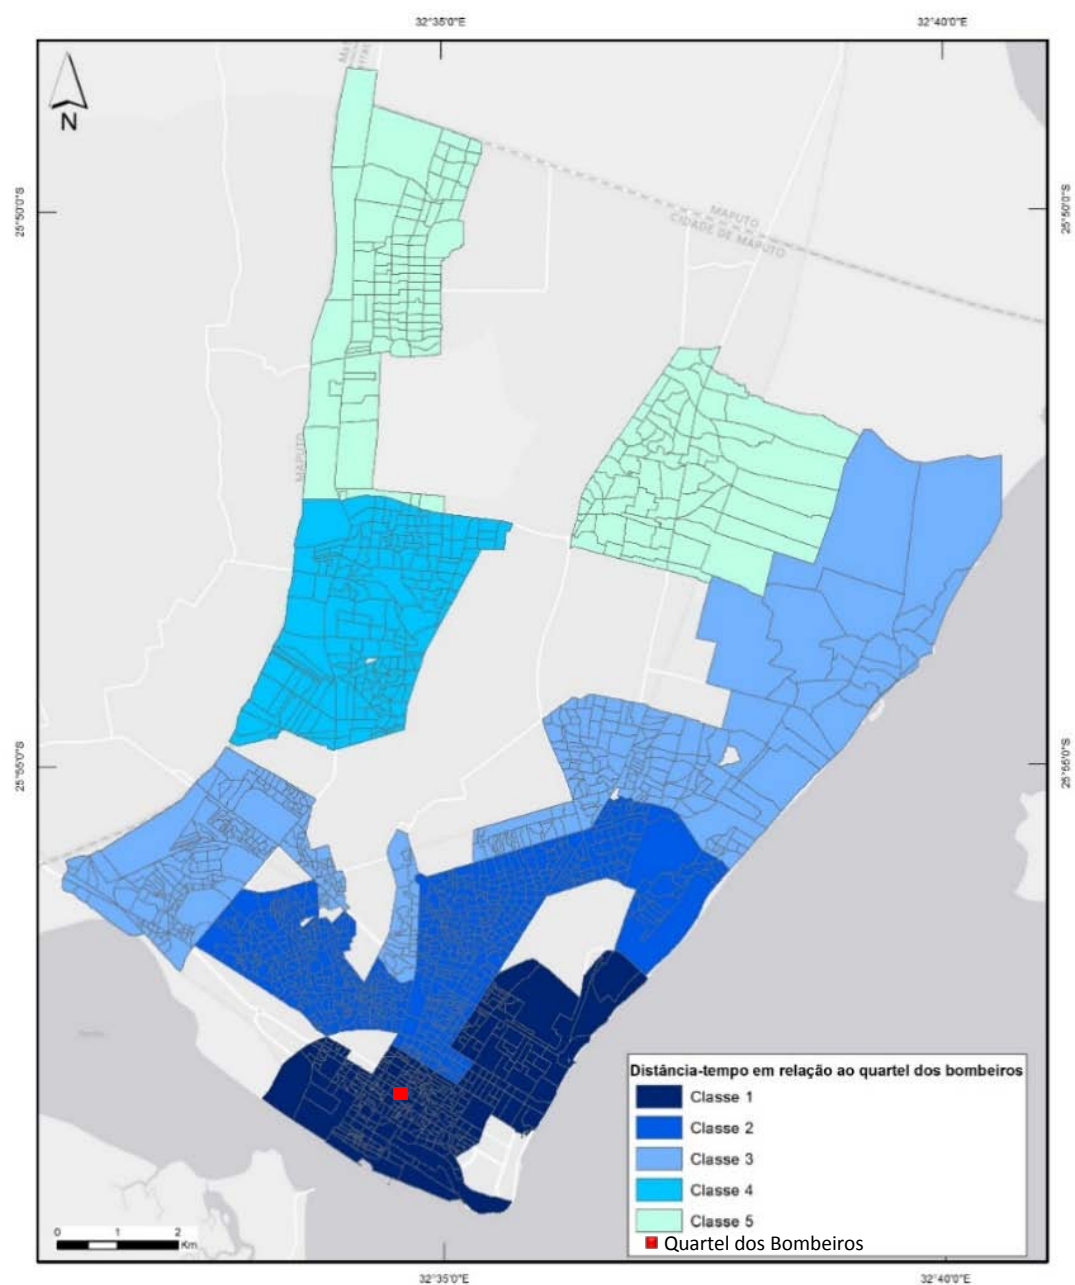 32°35'0"E 32°40'0"E
N
25°50'0"S 25°50'0"S
MAPUTO
CIDADE DE MAPUTO
MAPUTO
25°55'0"S 25°55'0"S
Distância-tempo em relação ao quartel dos bombeiros
Classe 1
Classe 2
Classe 3
Classe 4
Classe 5
Quartel dos Bombeiros
0 1 2
Km
32°35'0"E 32°40'0"E